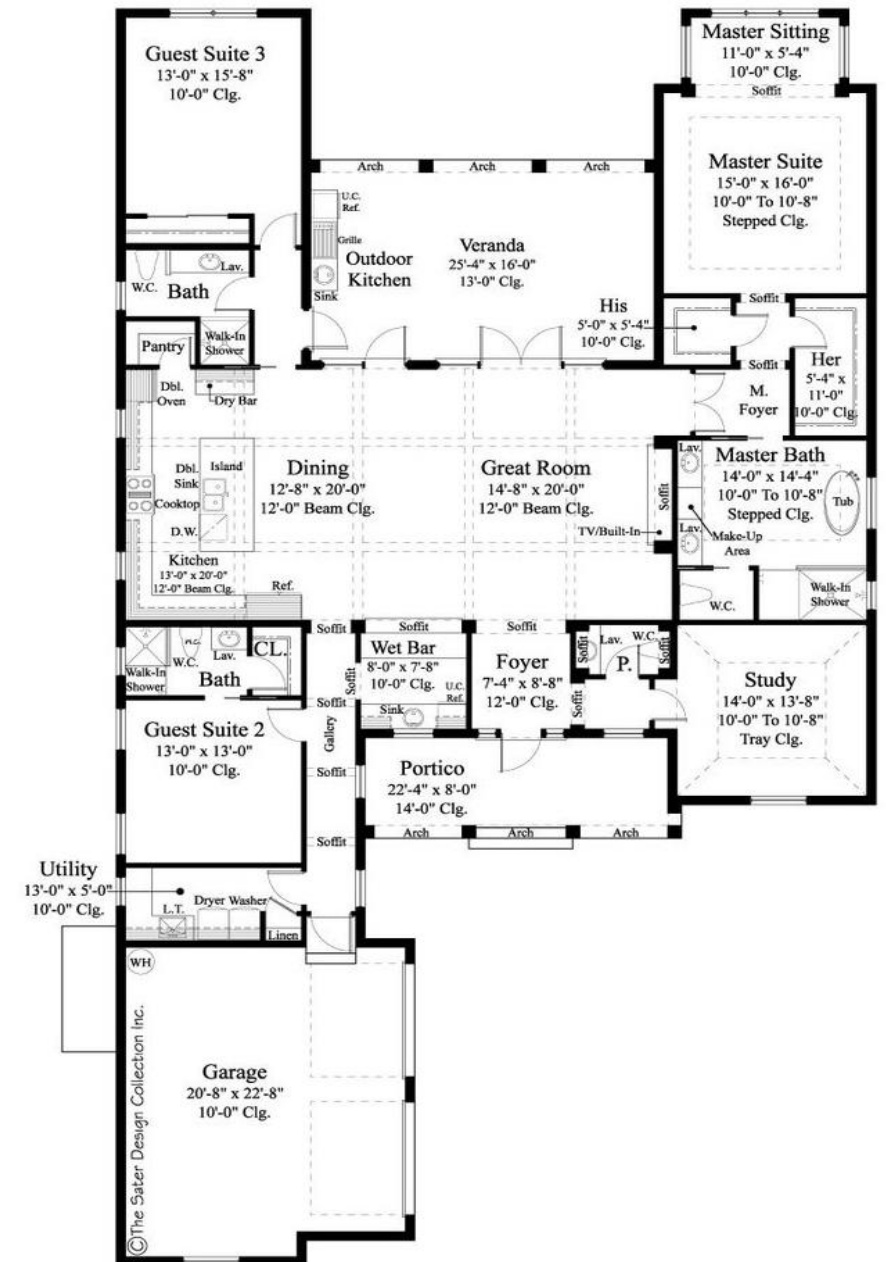 Guest Suite 3
13'-0" x 15'-8"
10'-0" Clg.
Master Sitting
11'-0" x 5'-4"
10'-0" Clg.
Soffit
Master Suite
15'-0" x 16'-0"
10'-0" To 10'-8"
Stepped Clg.
Arch
Arch
Arch
U.C.
Ref.
Grille
Outdoor
Kitchen
Sink
Veranda
25'-4" x 16'-0"
13'-0" Clg.
W.C.
Lav.
Bath
Walk-In
Shower
Pantry
His
5'-0" x 5'-4"
10'-0" Clg.
Soffit
Soffit
Her
5'-4" x
11'-0"
10'-0" Clg.
M.
Foyer
Dbl.
Oven
Dry Bar
Dbl.
Sink
Island
Cooktop
D.W.
Kitchen
13'-0" x 20'-0"
12'-0" Beam Clg.
Ref.
Dining
12'-8" x 20'-0"
12'-0" Beam Clg.
Great Room
14'-8" x 20'-0"
12'-0" Beam Clg.
Soffit
TV/Built-In
Lav.
Master Bath
14'-0" x 14'-4"
10'-0" To 10'-8"
Stepped Clg.
Tub
Lav.
Make-Up
Area
W.C.
Walk-In
Shower
Walk-In
Shower
W.C.
Lav.
CL.
Bath
Soffit
Soffit
Soffit
Wet Bar
8'-0" x 7'-8"
10'-0" Clg.
U.C.
Ref.
Sink
Soffit
Foyer
7'-4" x 8'-8"
12'-0" Clg.
Soffit
Soffit
Lav.
W.C.
Soffit
P.
Study
14'-0" x 13'-8"
10'-0" To 10'-8"
Tray Clg.
Guest Suite 2
13'-0" x 13'-0"
10'-0" Clg.
Soffit
Gallery
Soffit
Soffit
Portico
22'-4" x 8'-0"
14'-0" Clg.
Arch
Arch
Arch
Utility
13'-0" x 5'-0"
10'-0" Clg.
L.T.
Dryer Washer
Linen
WH
Garage
20'-8" x 22'-8"
10'-0" Clg.
©The Sater Design Collection Inc.